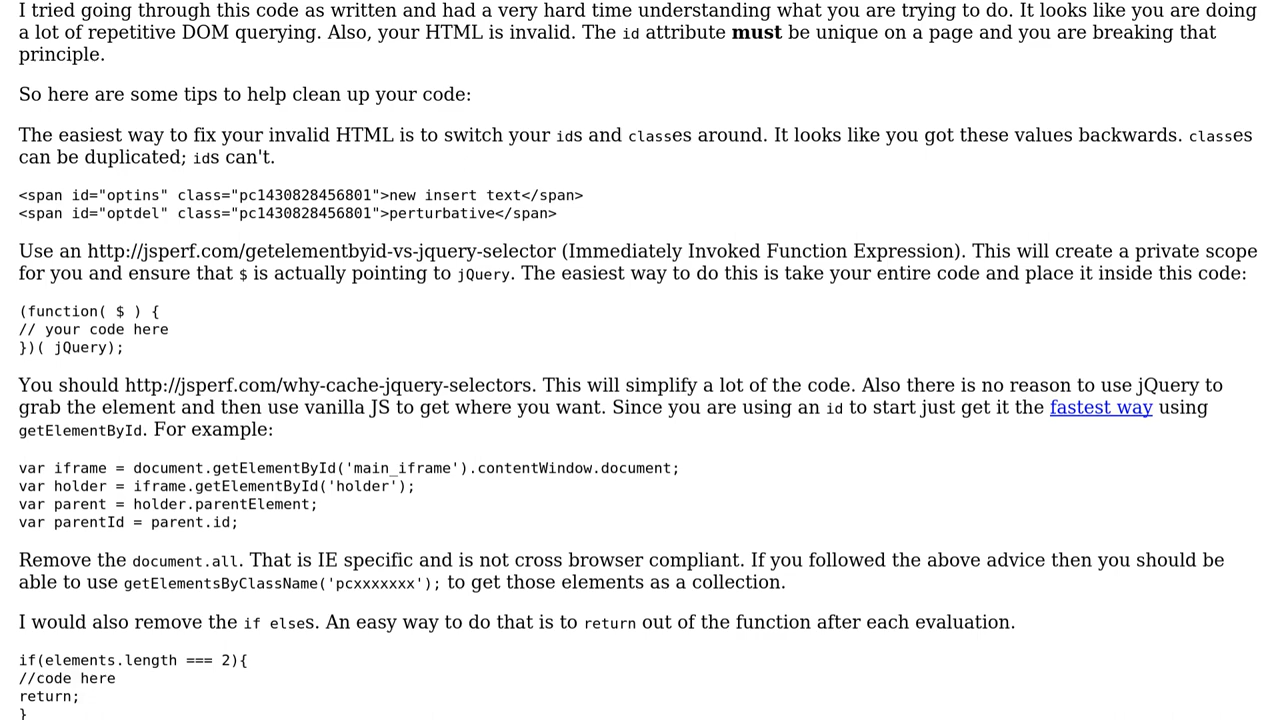 I tried going through this code as written and had a very hard time understanding what you are trying to do. It looks like you are doing
a lot of repetitive DOM querying. Also, your HTML is invalid. The id attribute must be unique on a page and you are breaking that
principle.
So here are some tips to help clean up your code:
The easiest way to fix your invalid HTML is to switch your ids and classes around. It looks like you got these values backwards. classes
can be duplicated; ids can't.
<span id="optins" class="pc1430828456801">new insert text</span>
<span id="optdel" class="pc1430828456801">perturbative</span>
Use an http://jsperf.com/getelementbyid-vs-jquery-selector (Immediately Invoked Function Expression). This will create a private scope
for you and ensure that $ is actually pointing to jQuery. The easiest way to do this is take your entire code and place it inside this code:
(function( $ ) {
// your code here
})( jQuery);
You should http://jsperf.com/why-cache-jquery-selectors. This will simplify a lot of the code. Also there is no reason to use jQuery to
grab the element and then use vanilla JS to get where you want. Since you are using an id to start just get it the fastest way using
getElementById. For example:
var iframe = document.getElementById('main_iframe').contentWindow.document;
var holder = iframe.getElementById('holder');
var parent = holder.parentElement;
var parentId = parent.id;
Remove the document.all. That is IE specific and is not cross browser compliant. If you followed the above advice then you should be
able to use getElementsByClassName('pcxxxxxxx'); to get those elements as a collection.
I would also remove the if elses. An easy way to do that is to return out of the function after each evaluation.
if(elements.length === 2){
//code here
return;
}